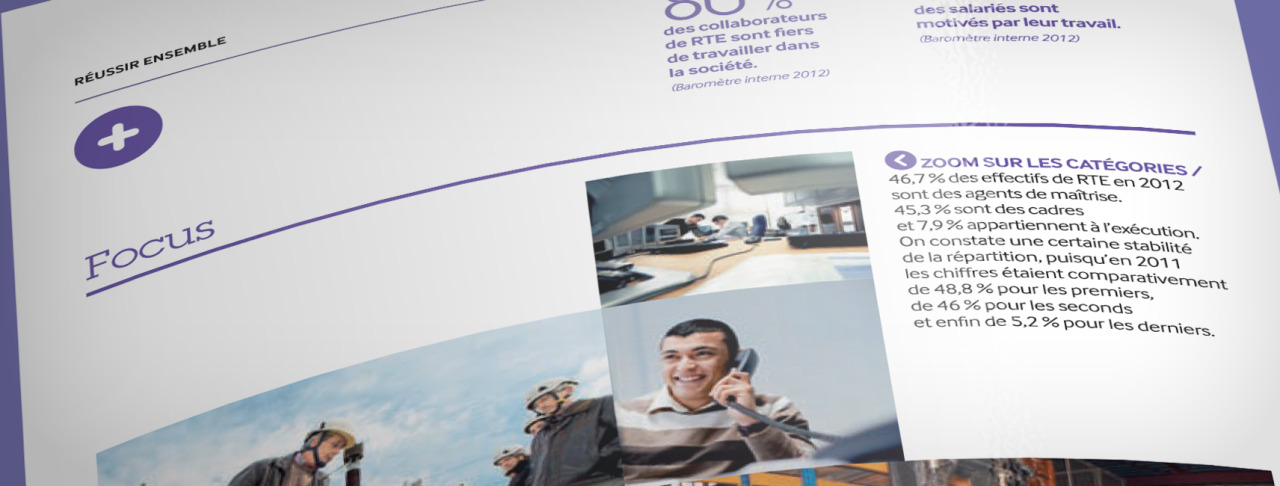 RÉUSSIR ENSEMBLE
des collaborateurs
de RTE sont fiers
de travailler dans
la société.
(Baromètre interne 2012)
des salariés sont
motivés par leur travail.
(Baromètre interne 2012)
Focus
ZOOM SUR LES CATÉGORIES /
46,7 % des effectifs de RTE en 2012
sont des agents de maîtrise.
45,3 % sont des cadres
et 7,9 % appartiennent à l'exécution.
On constate une certaine stabilité
de la répartition, puisqu'en 2011
les chiffres étaient comparativement
de 48,8 % pour les premiers,
de 46 % pour les seconds
et enfin de 5,2 % pour les derniers.